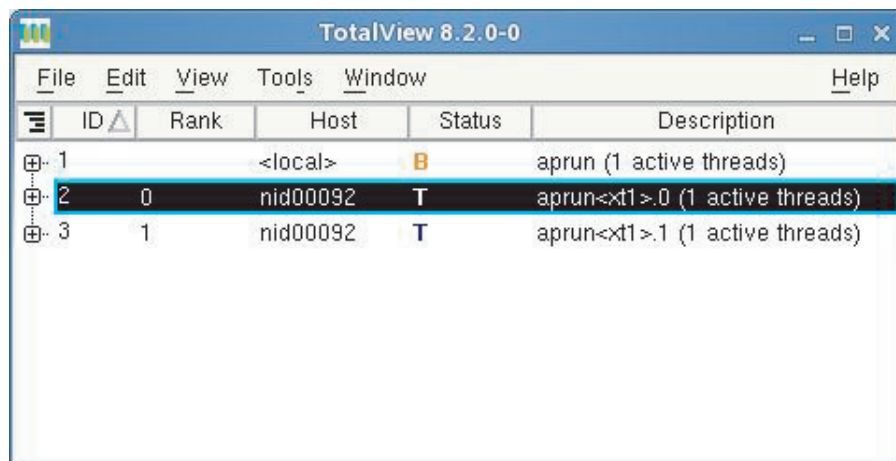 TotalView 8.2.0-0
File Edit View Tools Window Help
ID Rank Host Status Description
1 <local> B aprun (1 active threads)
2 0 nid00092 T aprun<xt1>.0 (1 active threads)
3 1 nid00092 T aprun<xt1>.1 (1 active threads)